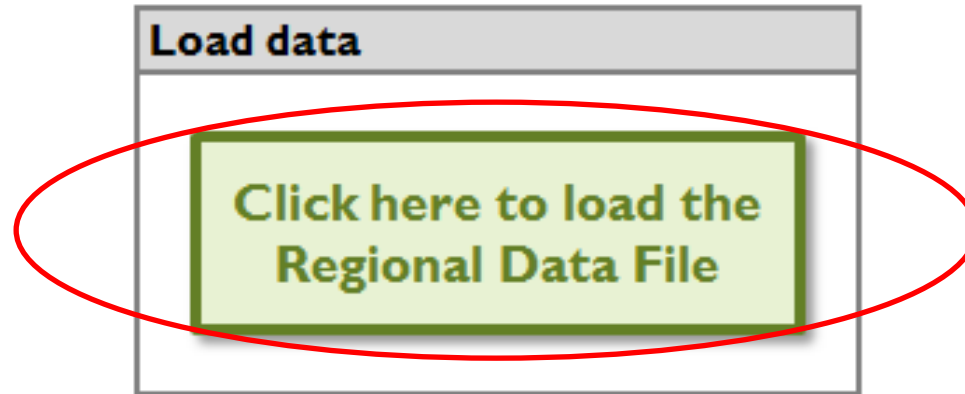 Load data
Click here to load the
Regional Data File